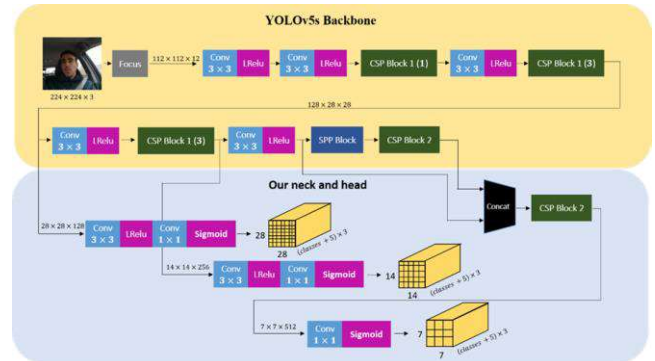 YOLOv5s Backbone
Focus
112 × 112 × 12
Conv
3 × 3
LRelu
Conv
3 × 3
LRelu
CSP Block 1 (1)
Conv
3 × 3
LRelu
CSP Block 1 (3)
224 × 224 × 3
128 × 28 × 28
Conv
3 × 3
LRelu
CSP Block 1 (3)
Conv
3 × 3
LRelu
SPP Block
CSP Block 2
Our neck and head
Concat
CSP Block 2
28 × 28 × 128
Conv
3 × 3
LRelu
Conv
1 × 1
Sigmoid
28
28
(classes + 5) × 3
14 × 14 × 256
Conv
3 × 3
LRelu
Conv
1 × 1
Sigmoid
14
14
(classes + 5) × 3
7 × 7 × 512
Conv
1 × 1
Sigmoid
7
7
(classes + 5) × 3